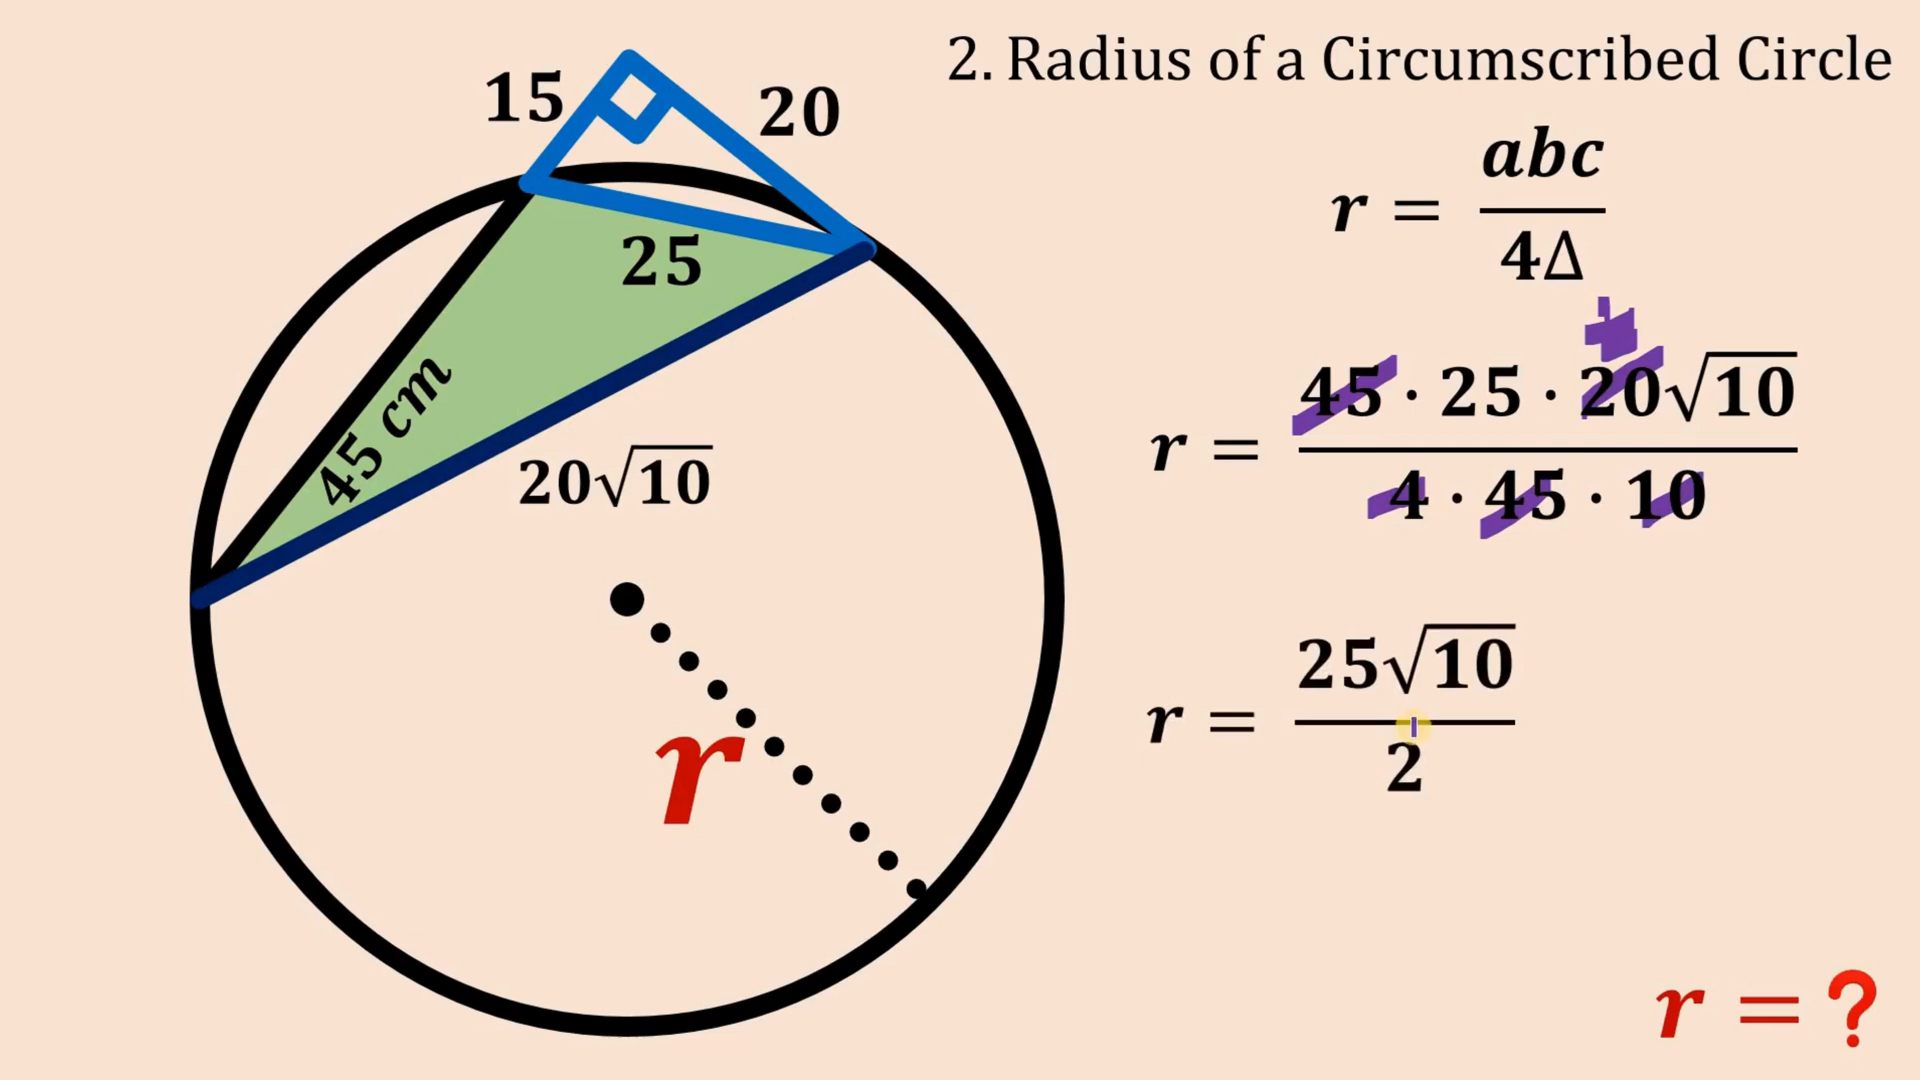 2. Radius of a Circumscribed Circle
15
20
25
45 cm
20√10
r
r = abc / 4Δ
r = 45 · 25 · 20√10 / 4 · 45 · 10
r = 25√10 / 2
r = ?